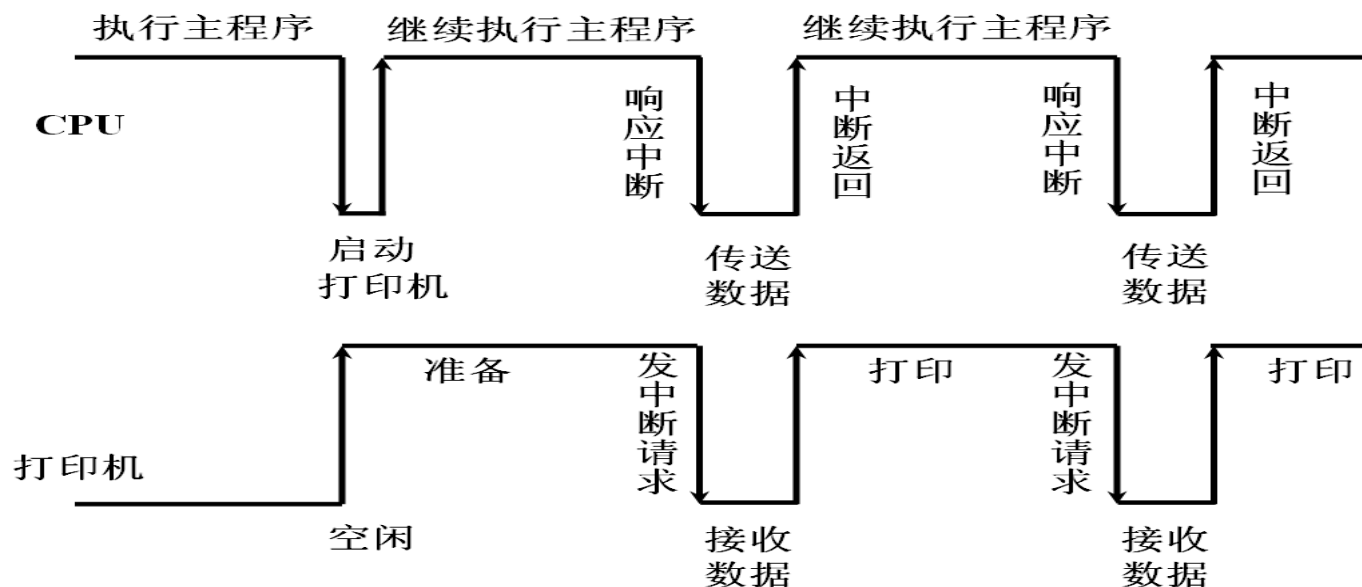 执行主程序
继续执行主程序
继续执行主程序
CPU
响应中断
中断返回
响应中断
中断返回
启动
打印机
传送
数据
传送
数据
准备
发中断请求
打印
发中断请求
打印
打印机
空闲
接收
数据
接收
数据